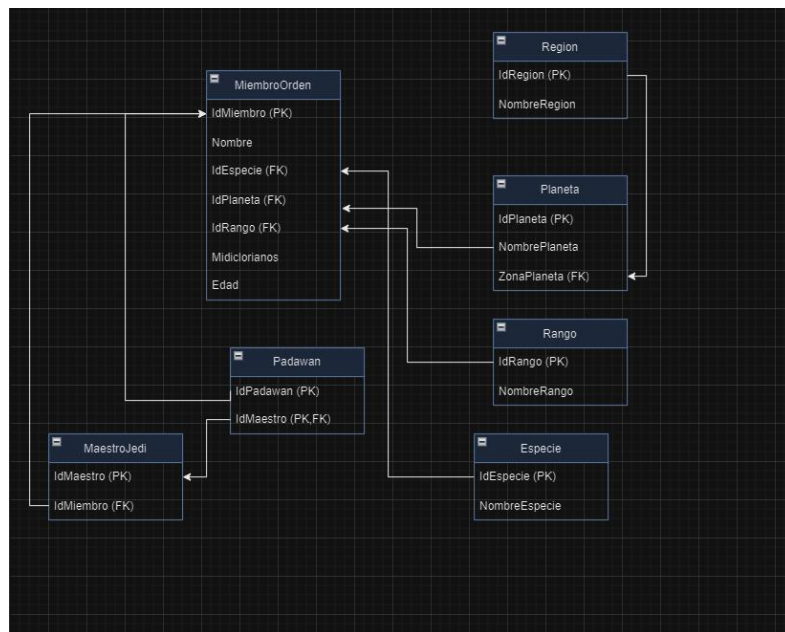 MiembroOrden
IdMiembro (PK)
Nombre
IdEspecie (FK)
IdPlaneta (FK)
IdRango (FK)
Midiclorianos
Edad
Region
IdRegion (PK)
NombreRegion
Planeta
IdPlaneta (PK)
NombrePlaneta
ZonaPlaneta (FK)
Rango
IdRango (PK)
NombreRango
Padawan
IdPadawan (PK)
IdMaestro (PK,FK)
MaestroJedi
IdMaestro (PK)
IdMiembro (FK)
Especie
IdEspecie (PK)
NombreEspecie